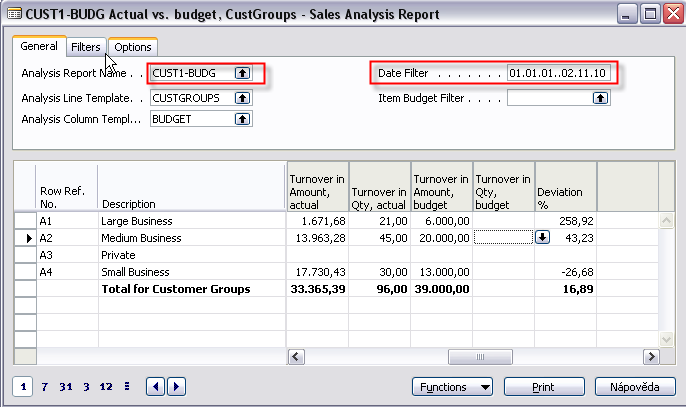 CUST1-BUDG Actual vs. budget, CustGroups - Sales Analysis Report
General Filters Options
Analysis Report Name . . CUST1-BUDG Date Filter . . . . . . . 01.01.01..02.11.10
Analysis Line Template. . CUSTGROUPS Item Budget Filter . . . .
Analysis Column Templ... BUDGET
Row Ref. No. Description Turnover in Amount, actual Turnover in Qty, actual Turnover in Amount, budget Turnover in Qty, budget Deviation %
A1 Large Business 1.671,68 21,00 6.000,00 258,92
A2 Medium Business 13.963,28 45,00 20.000,00 43,23
A3 Private
A4 Small Business 17.730,43 30,00 13.000,00 -26,68
Total for Customer Groups 33.365,39 96,00 39.000,00 16,89
1 7 31 3 12 Functions Print Nápověda